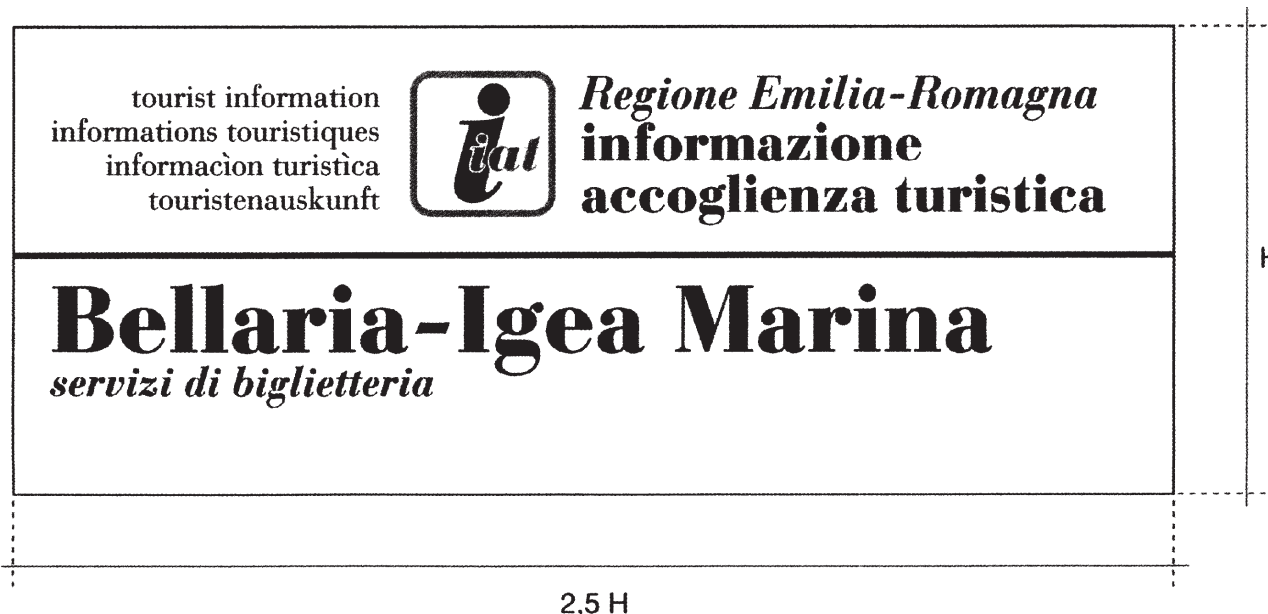 tourist information
informations touristiques
informacìon turistìca
touristenauskunft
iat
Regione Emilia-Romagna
informazione
accoglienza turistica
Bellaria-Igea Marina
servizi di biglietteria
2,5 H